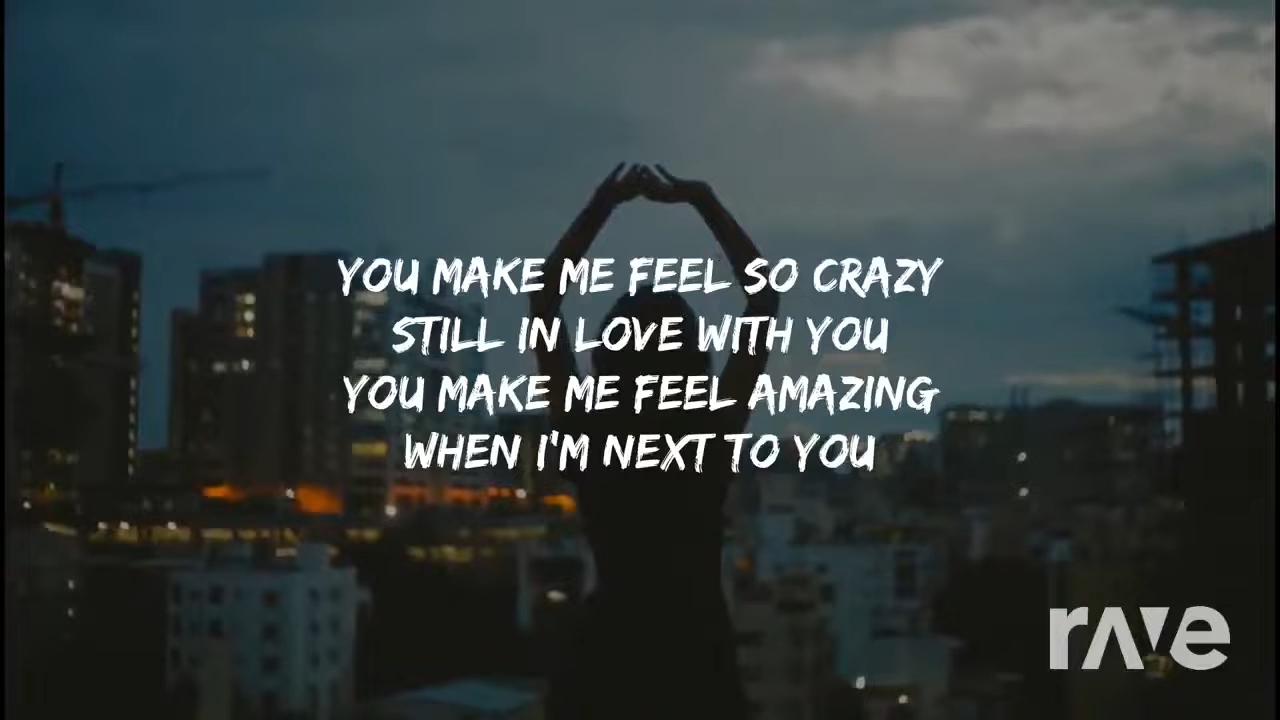 YOU MAKE ME FEEL SO CRAZY
STILL IN LOVE WITH YOU
YOU MAKE ME FEEL AMAZING
WHEN I'M NEXT TO YOU
rave